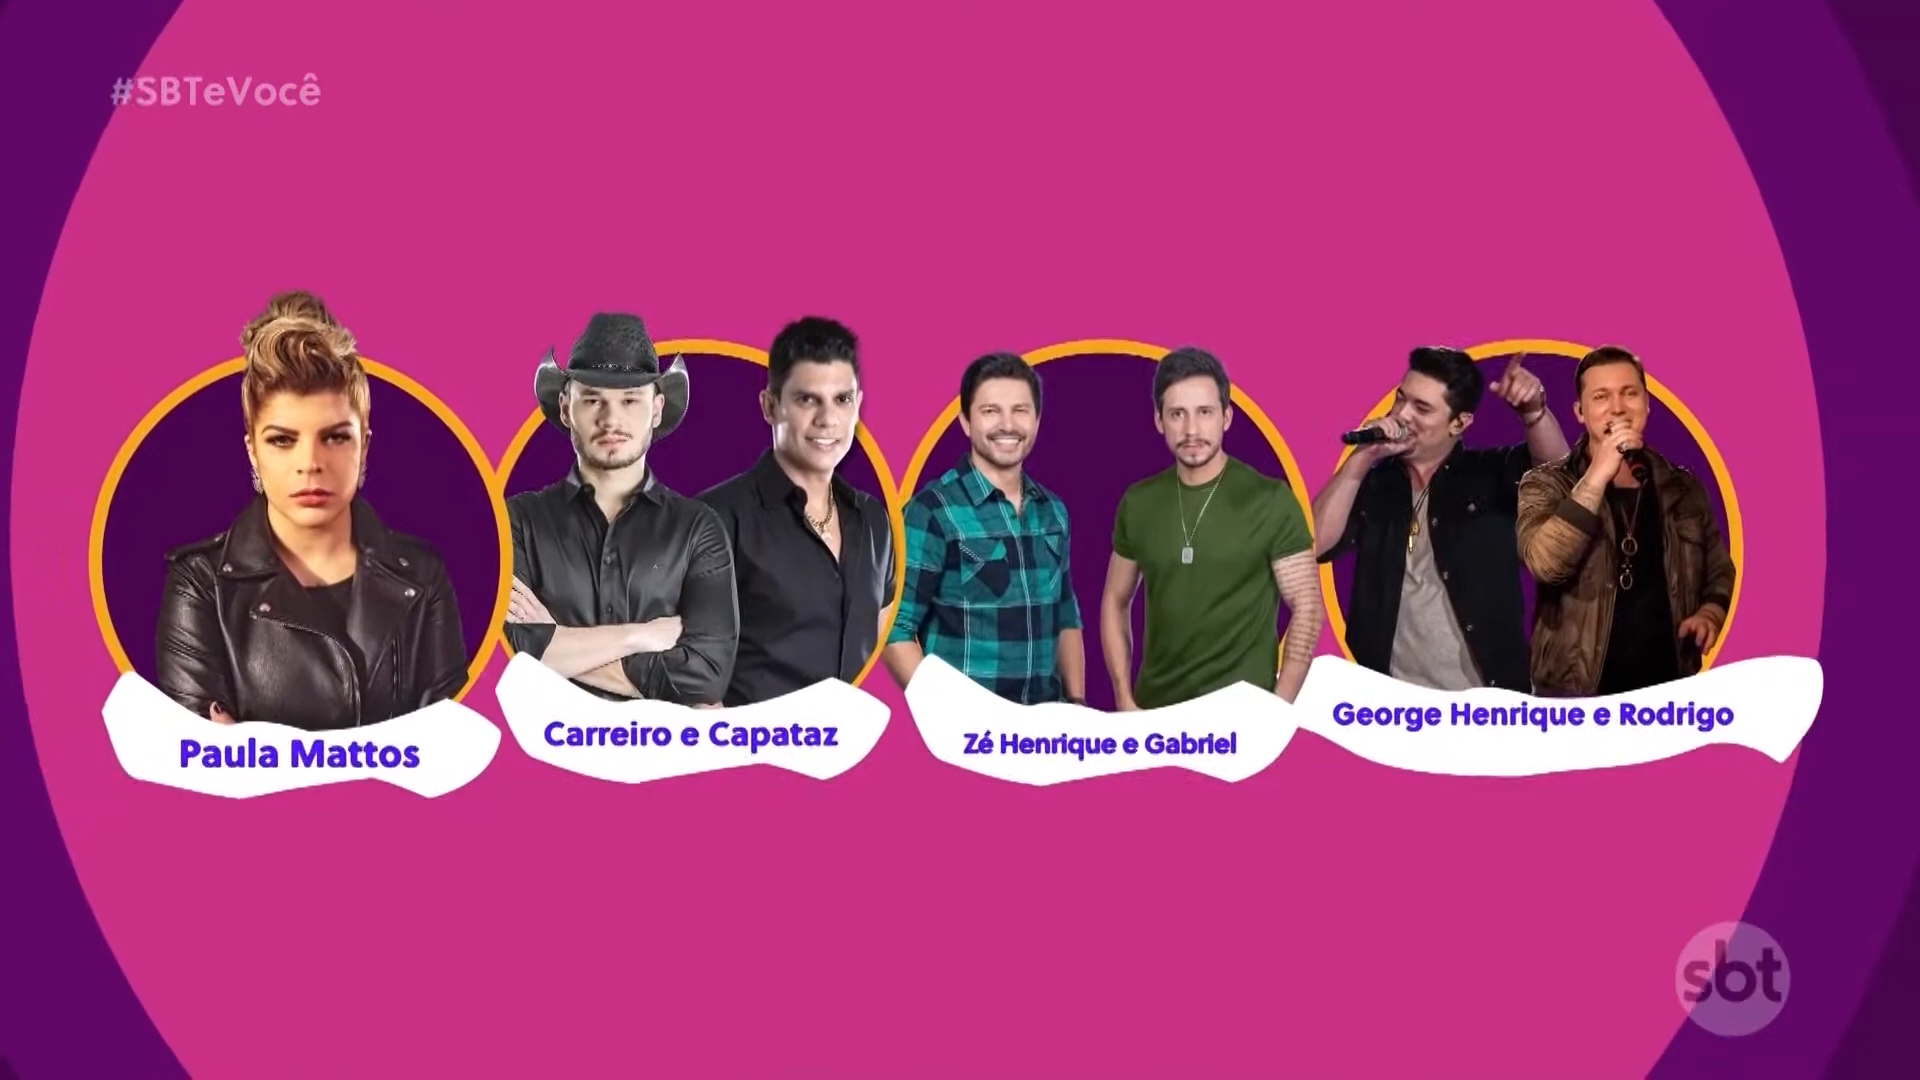 #SBTeVocê
Paula Mattos
Carreiro e Capataz
Zé Henrique e Gabriel
George Henrique e Rodrigo
sbt